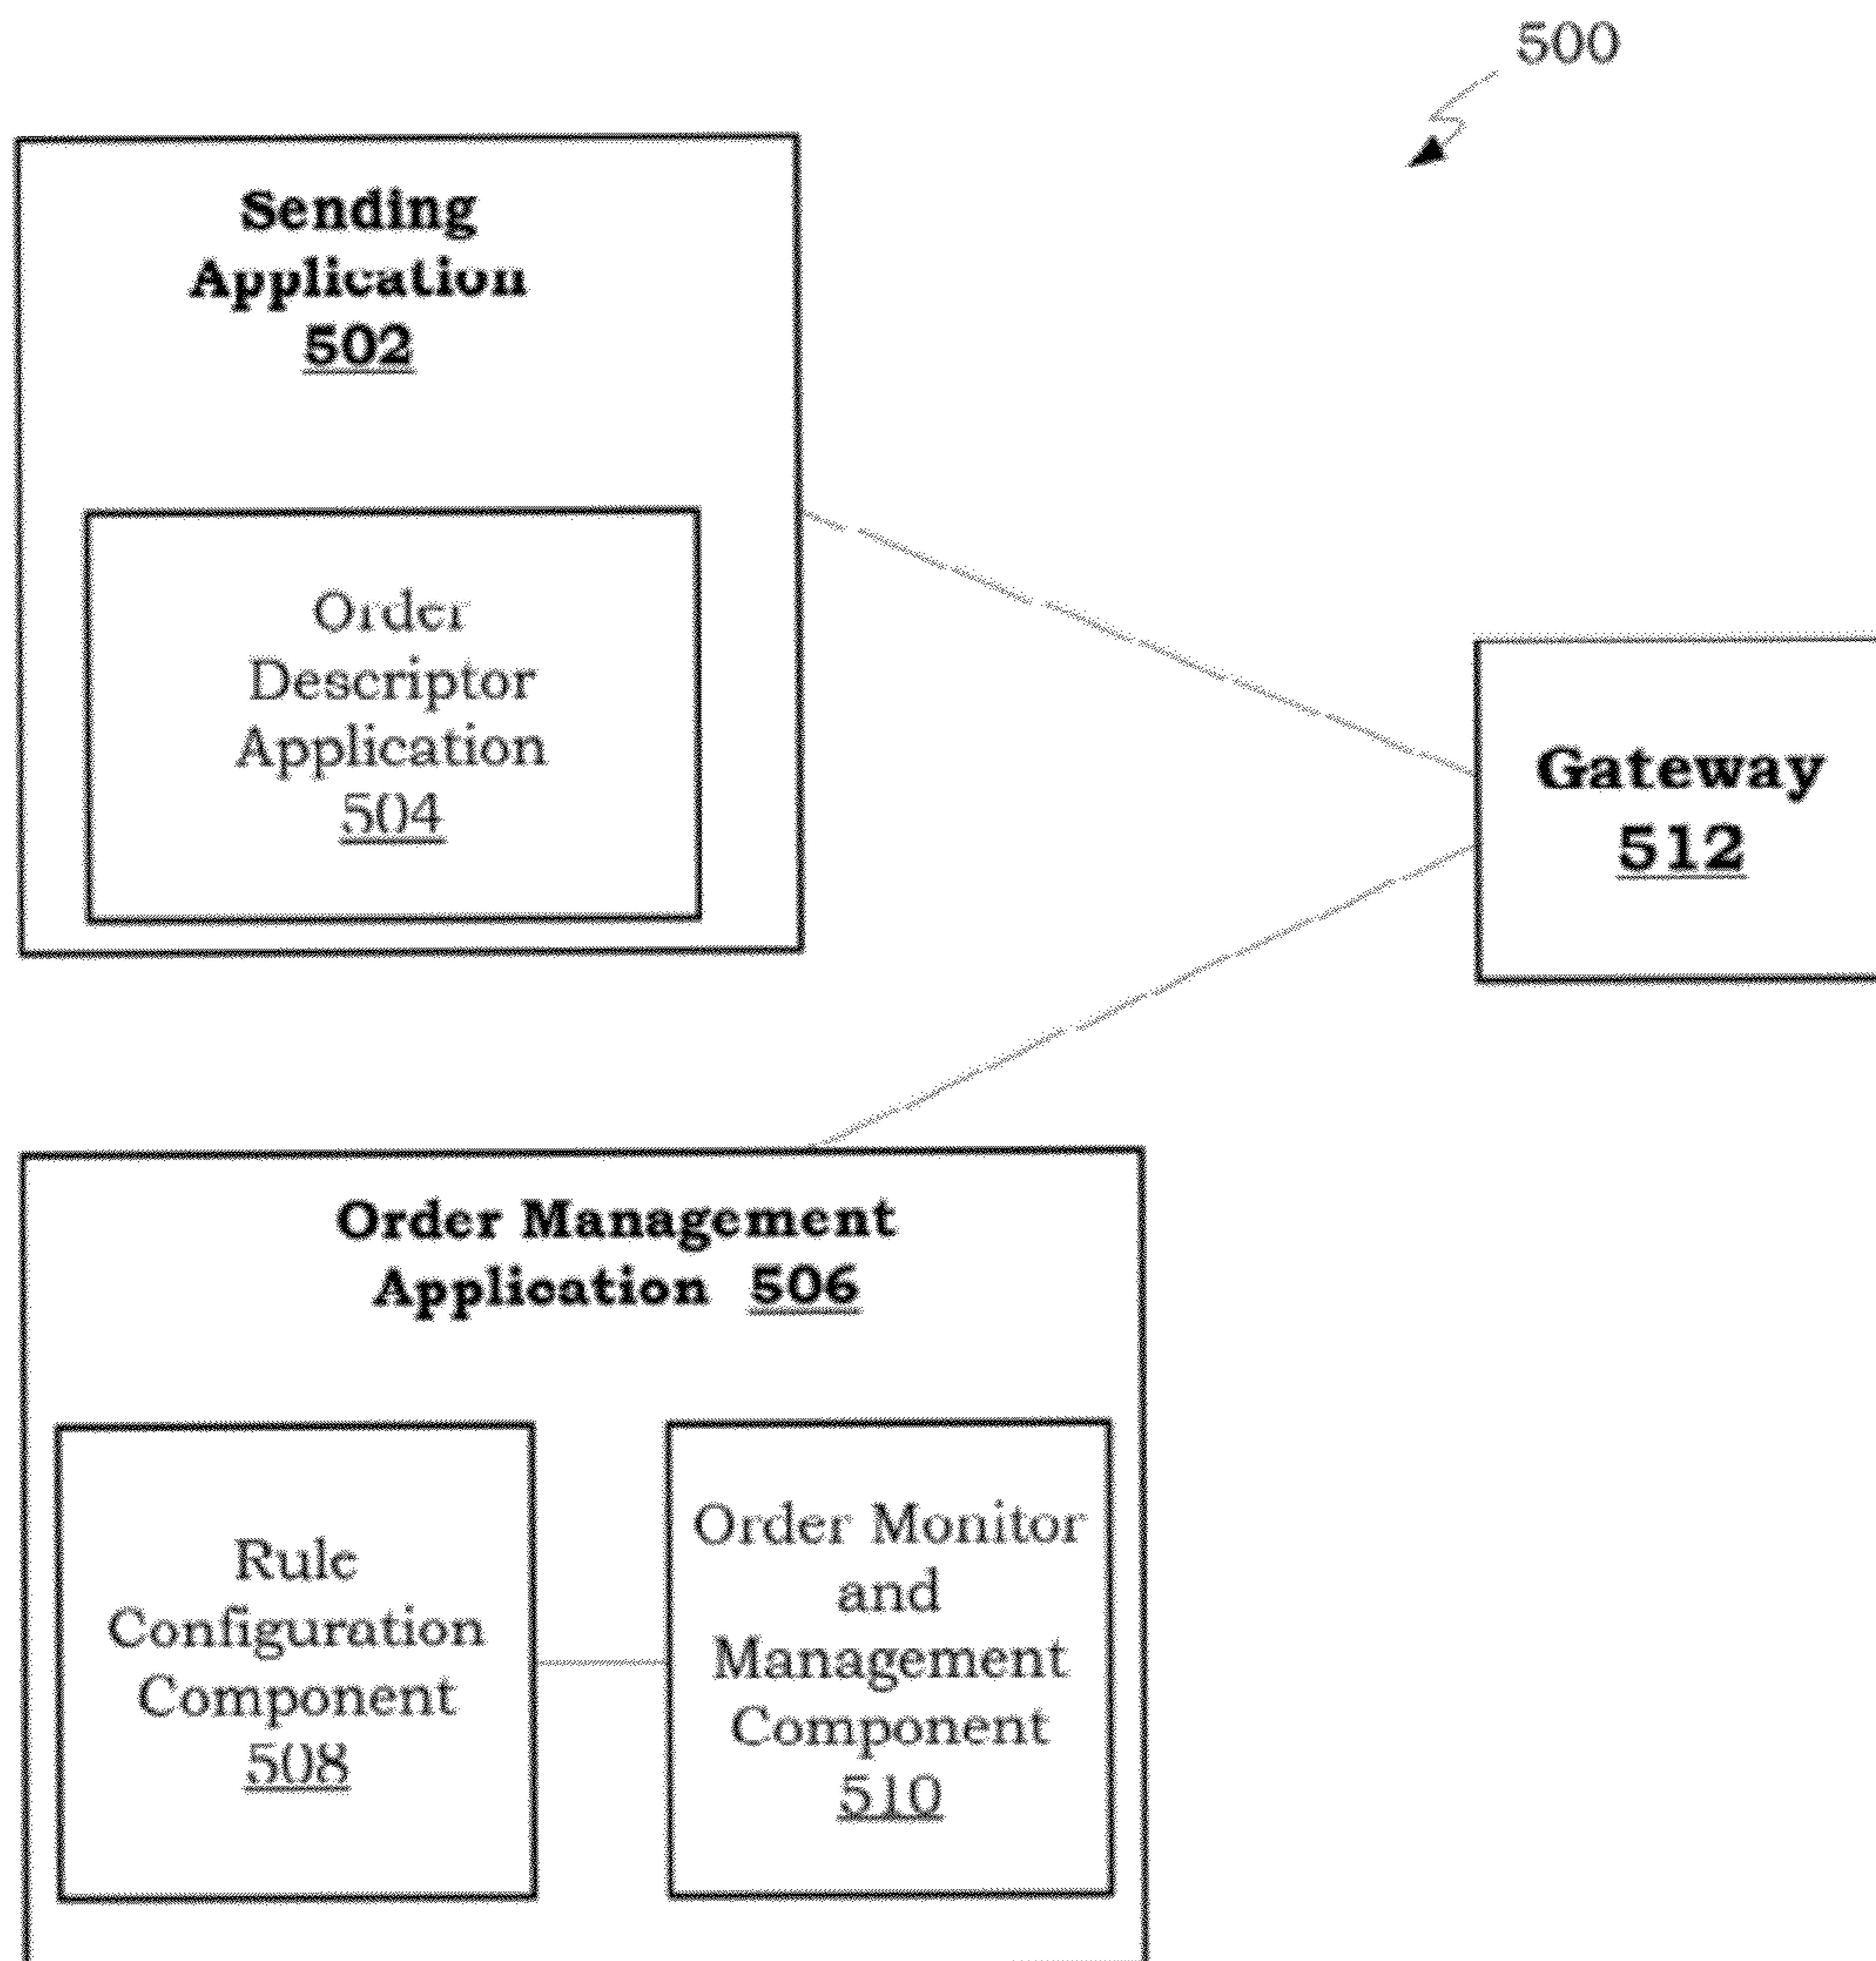 500
Sending
Application
502
Order
Descriptor
Application
504
Gateway
512
Order Management
Application 506
Rule
Configuration
Component
508
Order Monitor
and
Management
Component
510